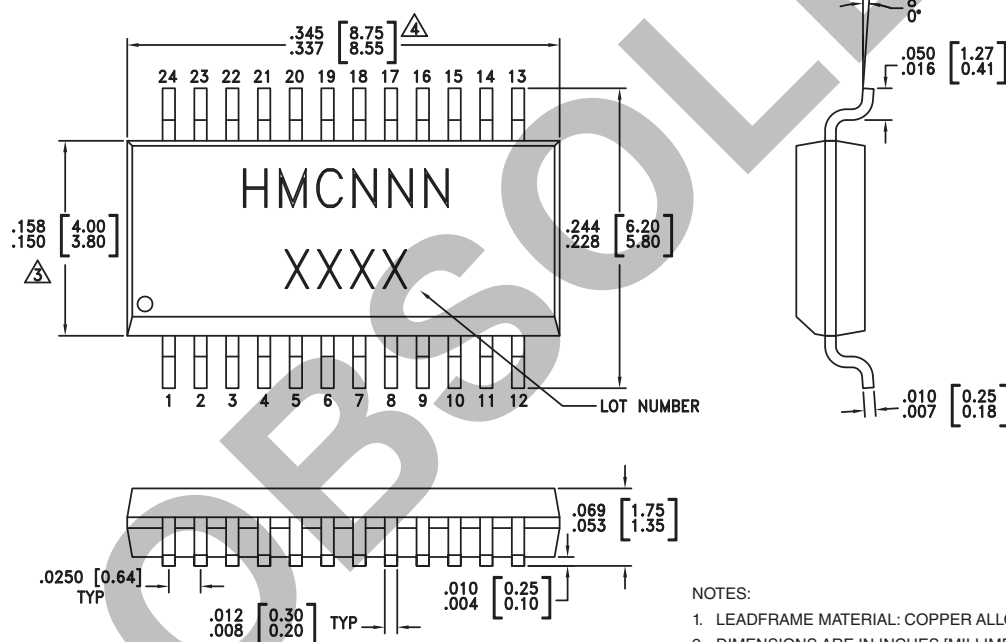 .345 [8.75] 4
.337 [8.55]
8°
0°
.050 [1.27]
.016 [0.41]
24 23 22 21 20 19 18 17 16 15 14 13
HMCNNN
XXXX
.158 [4.00]
.150 [3.80]
3
.244 [6.20]
.228 [5.80]
1 2 3 4 5 6 7 8 9 10 11 12
LOT NUMBER
.010 [0.25]
.007 [0.18]
.069 [1.75]
.053 [1.35]
.0250 [0.64]
TYP
.012 [0.30]
.008 [0.20]
TYP
.010 [0.25]
.004 [0.10]
NOTES:
1. LEADFRAME MATERIAL: COPPER
OBSOL